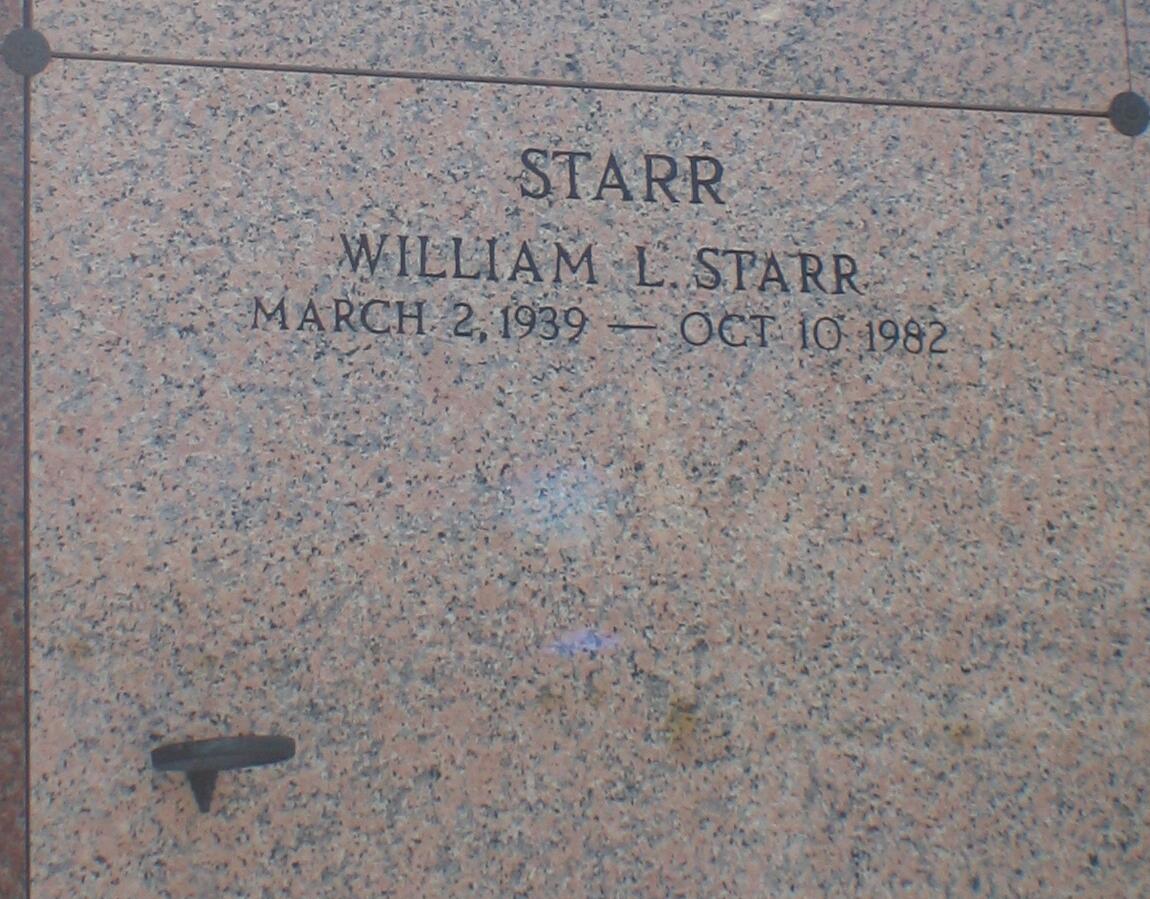 STARR
WILLIAM L. STARR
MARCH 2, 1939 — OCT 10 1982